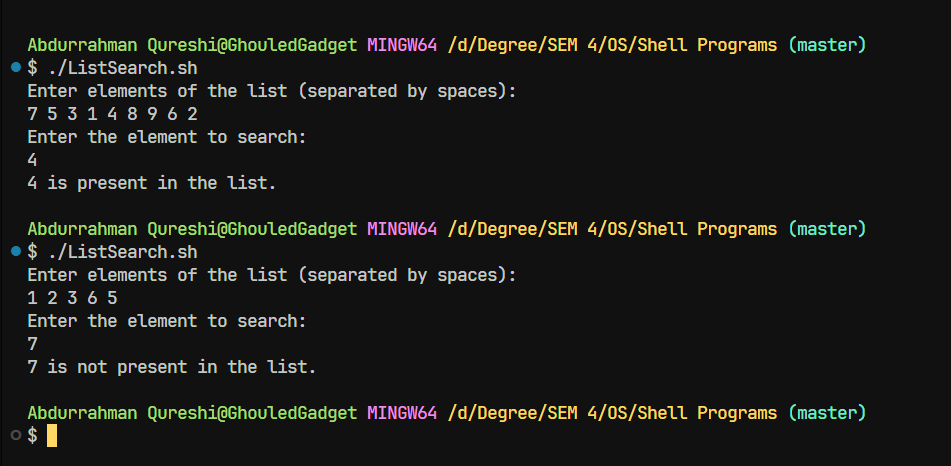 Abdurrahman Qureshi@GhouledGadget MINGW64 /d/Degree/SEM 4/OS/Shell Programs (master)
$ ./ListSearch.sh
Enter elements of the list (separated by spaces):
7 5 3 1 4 8 9 6 2
Enter the element to search:
4
4 is present in the list.
Abdurrahman Qureshi@GhouledGadget MINGW64 /d/Degree/SEM 4/OS/Shell Programs (master)
$ ./ListSearch.sh
Enter elements of the list (separated by spaces):
1 2 3 6 5
Enter the element to search:
7
7 is not present in the list.
Abdurrahman Qureshi@GhouledGadget MINGW64 /d/Degree/SEM 4/OS/Shell Programs (master)
$